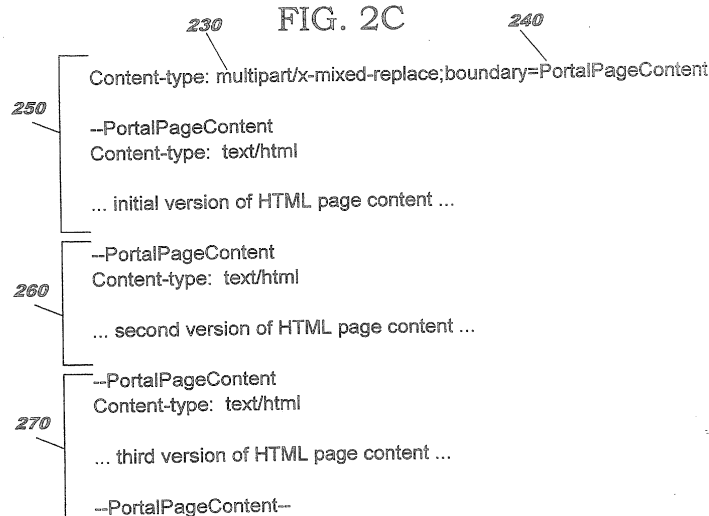 FIG. 2C
230
240
250
Content-type: multipart/x-mixed-replace;boundary=PortalPageContent
--PortalPageContent
Content-type: text/html
... initial version of HTML page content ...
260
--PortalPageContent
Content-type: text/html
... second version of HTML page content ...
270
--PortalPageContent
Content-type: text/html
... third version of HTML page content ...
--PortalPageContent--